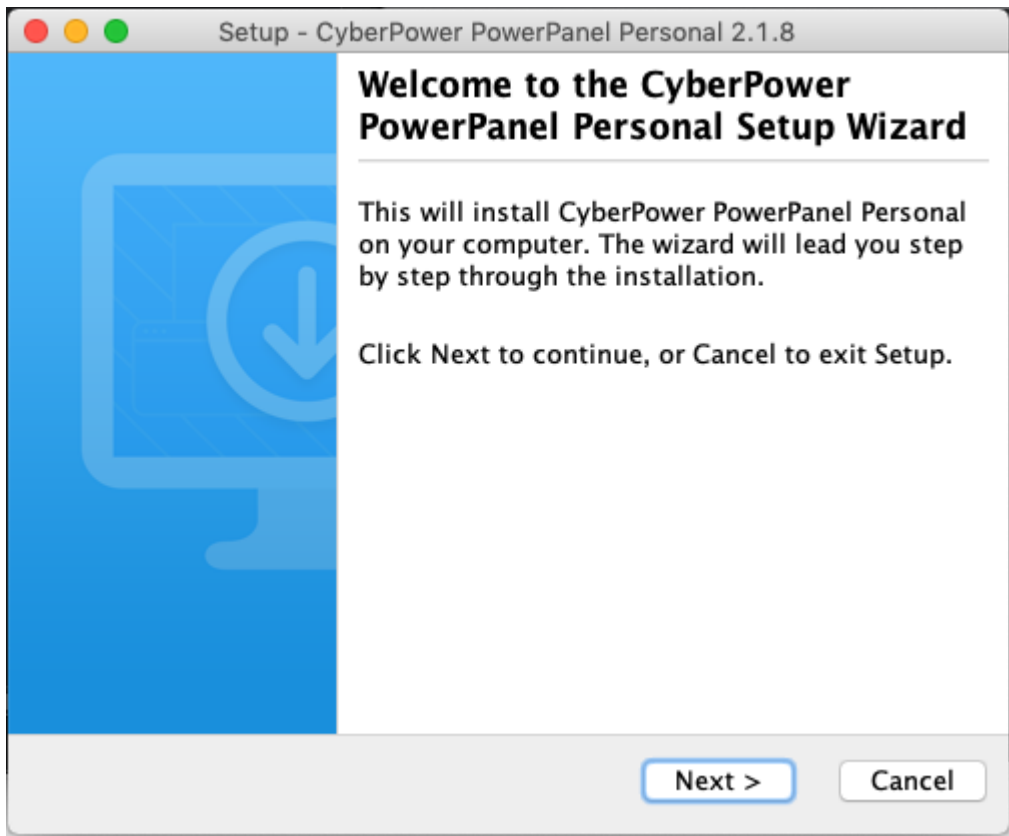 Setup - CyberPower PowerPanel Personal 2.1.8
Welcome to the CyberPower
PowerPanel Personal Setup Wizard
This will install CyberPower PowerPanel Personal
on your computer. The wizard will lead you step
by step through the installation.
Click Next to continue, or Cancel to exit Setup.
Next >
Cancel